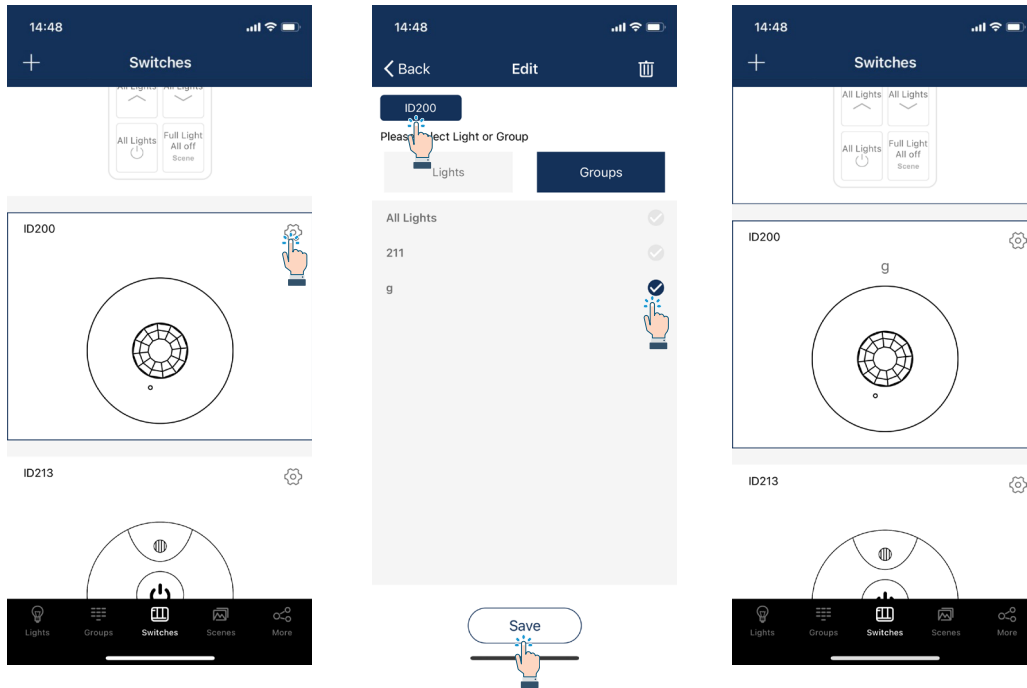 14:48
Switches
All Lights All Lights
All Lights
Full Light
All off
Scene
ID200
ID213
Lights
Groups
Switches
Scenes
More
14:48
Back
Edit
ID200
Select Light or Group
Lights
Groups
All Lights
211
g
Save
14:48
Switches
All Lights All Lights
All Lights
Full Light
All off
Scene
ID200
g
ID213
Lights
Groups
Switches
Scenes
More